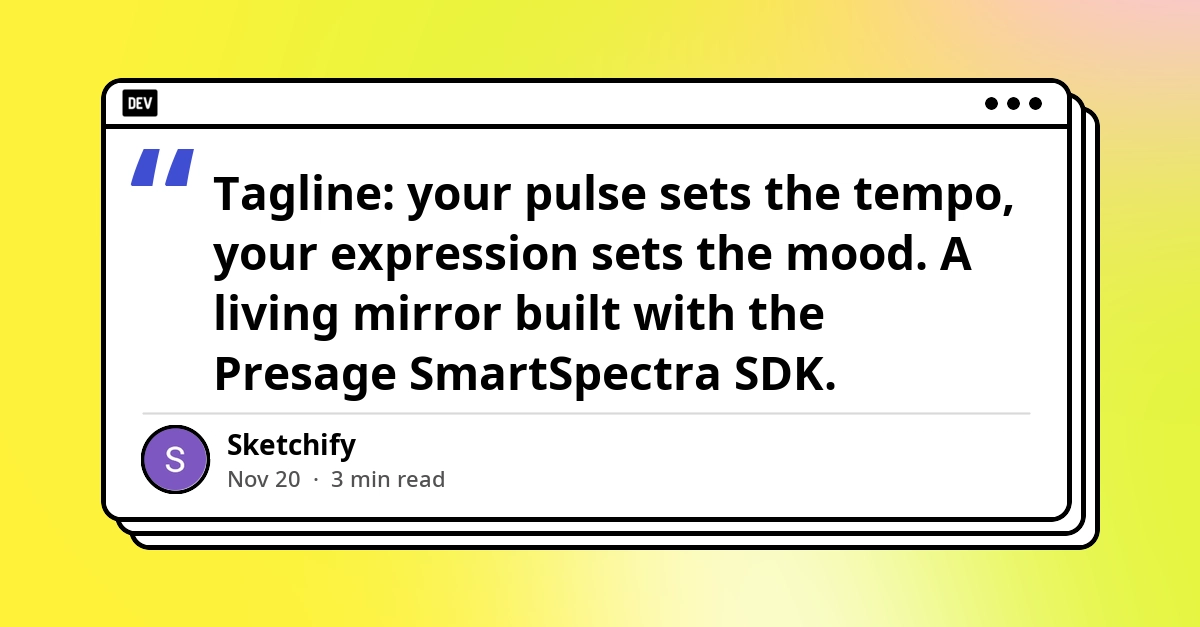 DEV
“
Tagline: your pulse sets the tempo,
your expression sets the mood. A
living mirror built with the
Presage SmartSpectra SDK.
S
Sketchify
Nov 20 · 3 min read